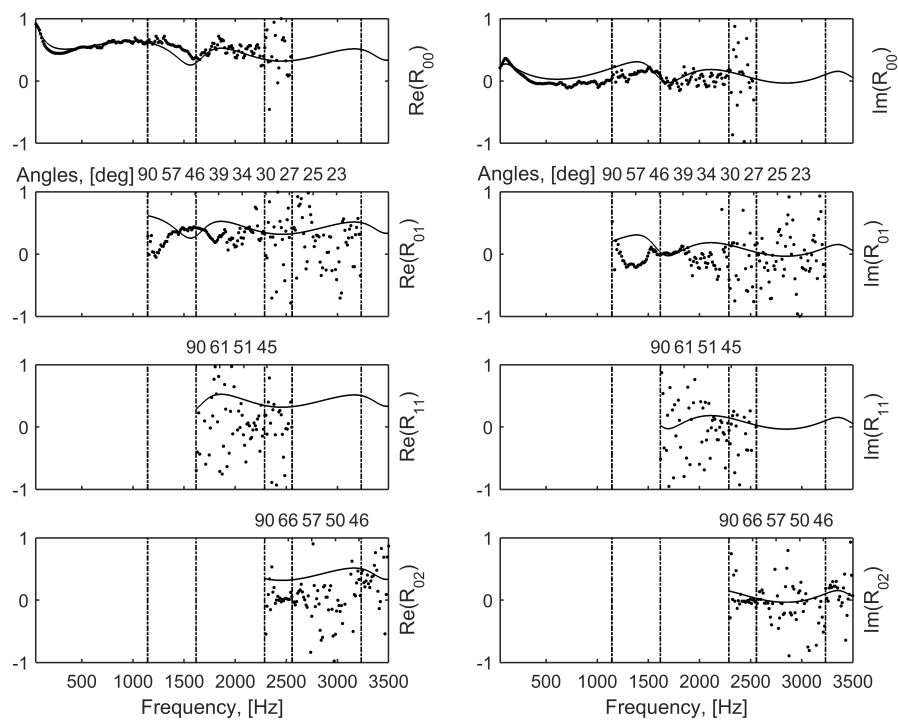 1
0
-1
Re(R00)
1
0
-1
Im(R00)
Angles, [deg] 90 57 46 39 34 30 27 25 23
Angles, [deg] 90 57 46 39 34 30 27 25 23
1
0
-1
Re(R01)
1
0
-1
Im(R01)
90 61 51 45
90 61 51 45
1
0
-1
Re(R11)
1
0
-1
Im(R11)
90 66 57 50 46
90 66 57 50 46
1
0
-1
Re(R02)
1
0
-1
Im(R02)
500 1000 1500 2000 2500 3000 3500
500 1000 1500 2000 2500 3000 3500
Frequency, [Hz]
Frequency, [Hz]